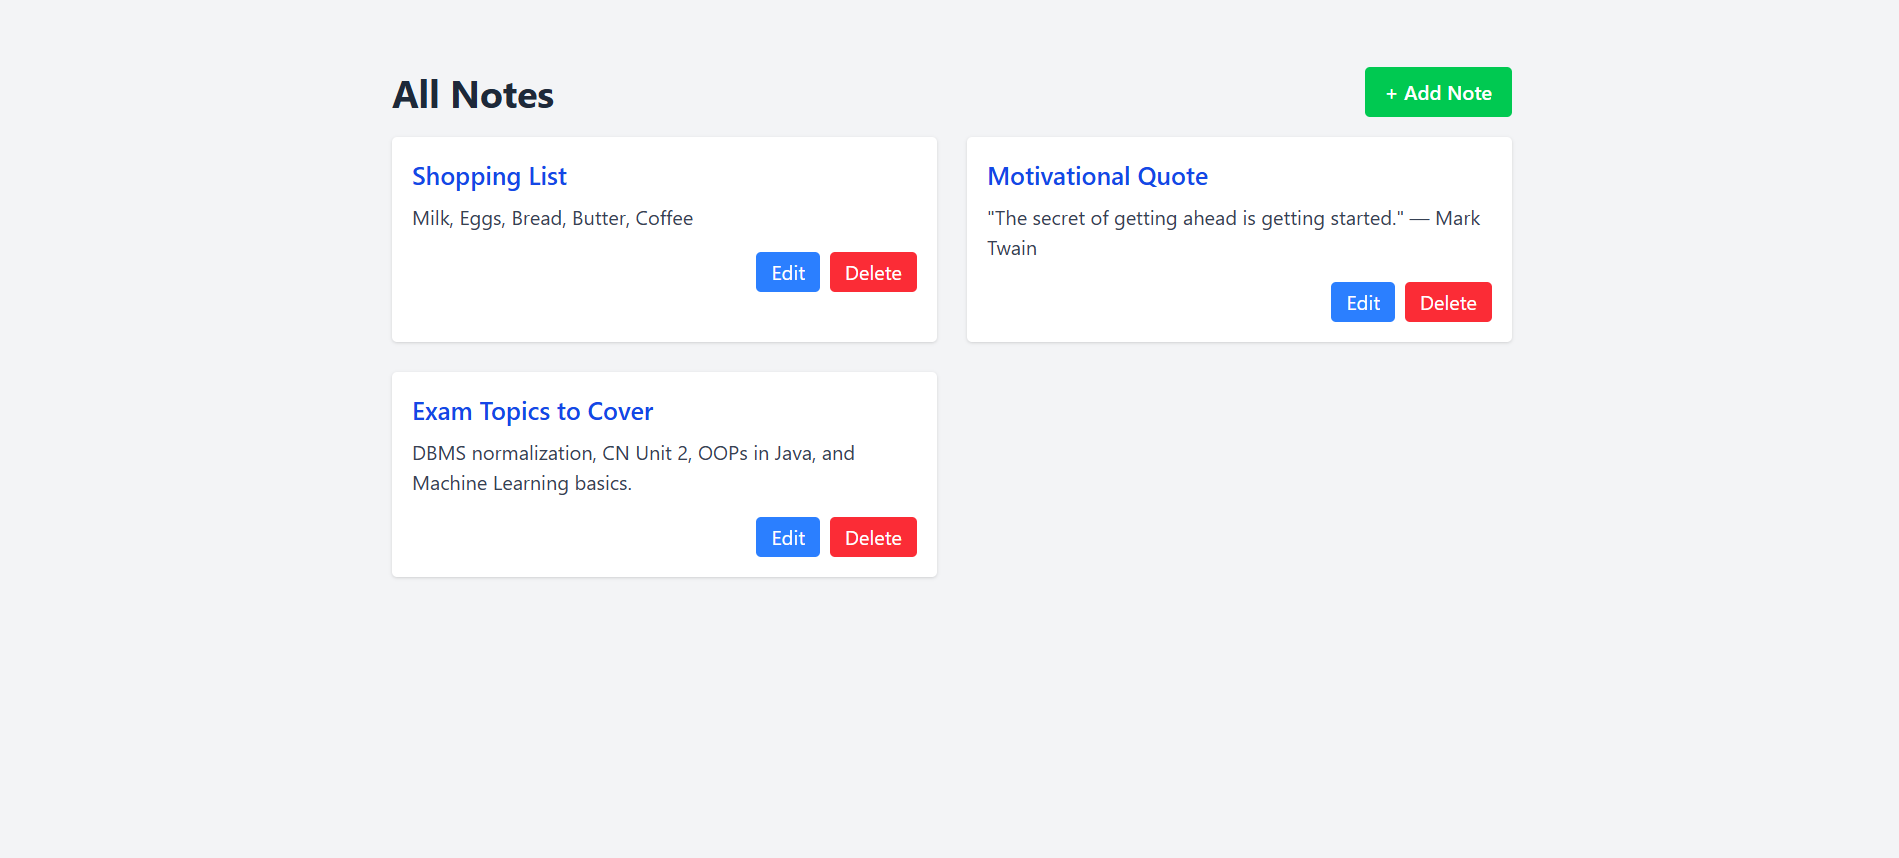 All Notes
+ Add Note
Shopping List
Milk, Eggs, Bread, Butter, Coffee
Edit
Delete
Motivational Quote
"The secret of getting ahead is getting started." — Mark
Twain
Edit
Delete
Exam Topics to Cover
DBMS normalization, CN Unit 2, OOPs in Java, and
Machine Learning basics.
Edit
Delete